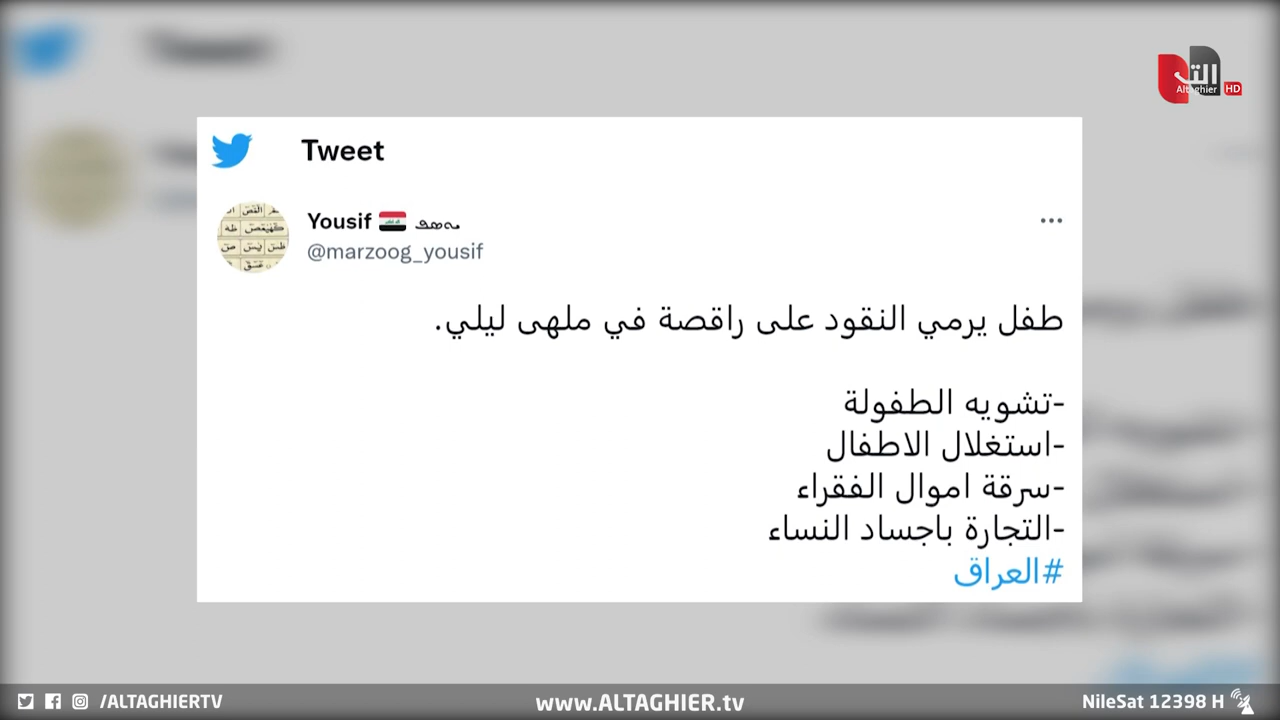 التـ
Altaghier HD
Tweet
Yousif
@marzoog_yousif
طفل يرمي النقود على راقصة في ملهى ليلي.
-تشويه الطفولة
-استغلال الاطفال
-سرقة اموال الفقراء
-التجارة باجساد النساء
#العراق
/ALTAGHIERTV
www.ALTAGHIER.tv
NileSat 12398 H